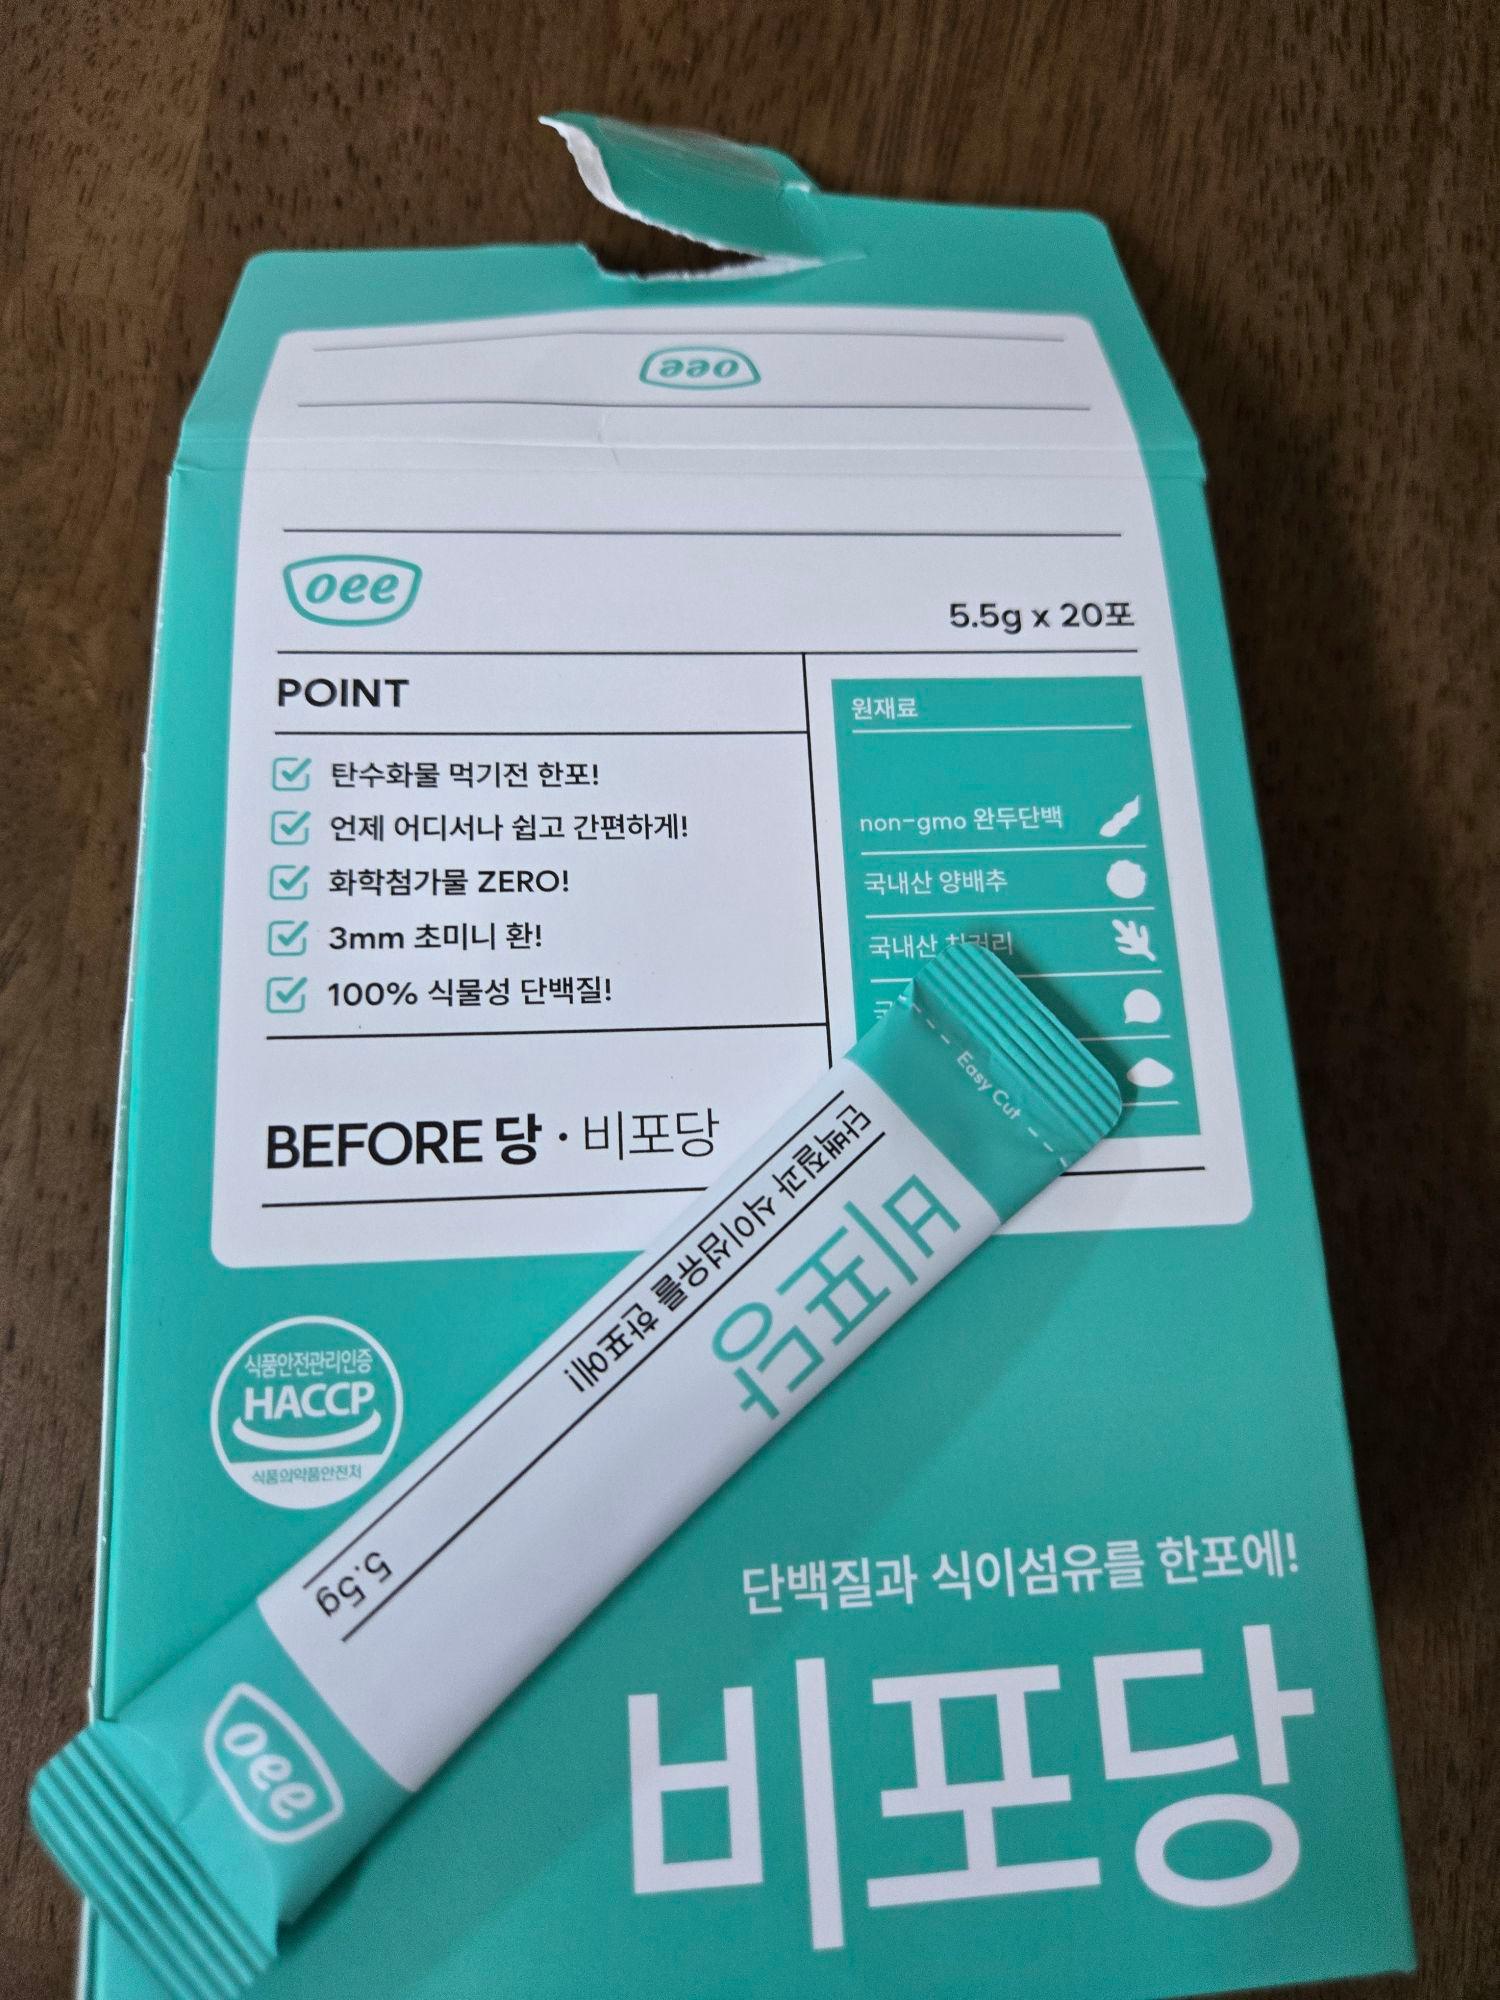 oee
oee
5.5g x 20포
POINT
탄수화물 먹기전 한포!
언제 어디서나 쉽고 간편하게!
화학첨가물 ZERO!
3mm 초미니 환!
100% 식물성 단백질!
원재료
non-gmo 완두단백
국내산 양배추
국내산
BEFORE 당 · 비포당
Easy Cut
비포당
단백질과 식이섬유를 한포에!
5.5g
oee
식품안전관리인증
HACCP
식품의약품안전처
단백질과 식이섬유를 한포에!
비포당